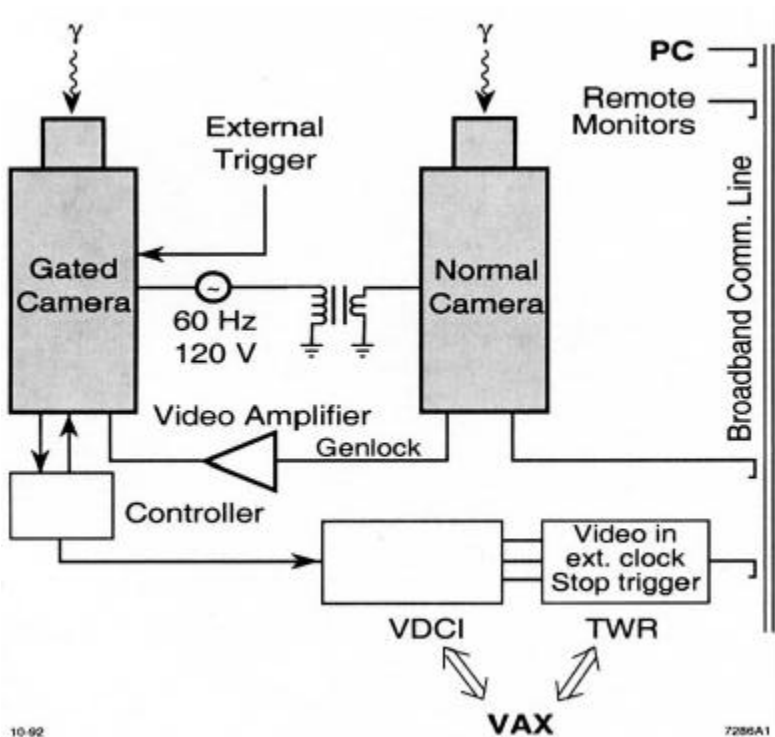 γ
γ
PC
Remote
Monitors
External
Trigger
Broadband Comm. Line
Gated
Camera
Normal
Camera
~
60 Hz
120 V
Video Amplifier
Genlock
Controller
Video in
ext. clock
Stop trigger
VDCI
TWR
VAX
10-92
7286A1